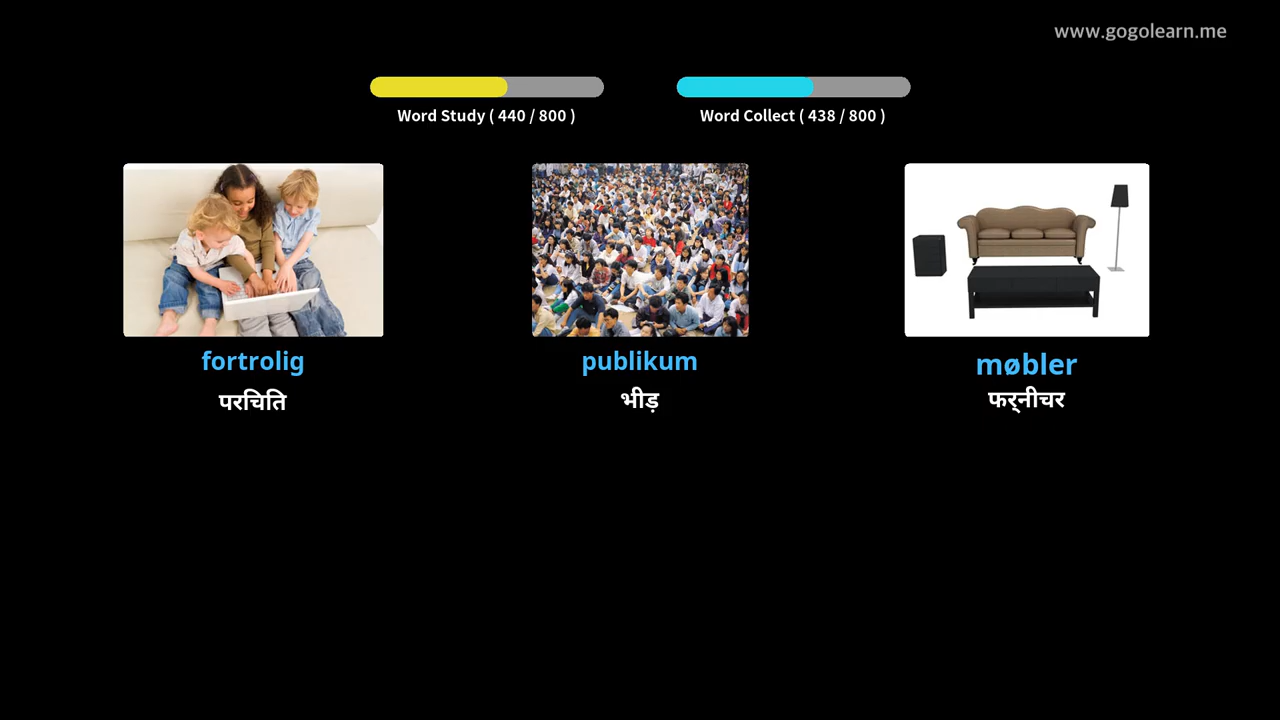 www.gogolearn.me
Word Study ( 440 / 800 )
Word Collect ( 438 / 800 )
fortrolig
publikum
møbler
परिचिति
भीड़
फर्नीचर